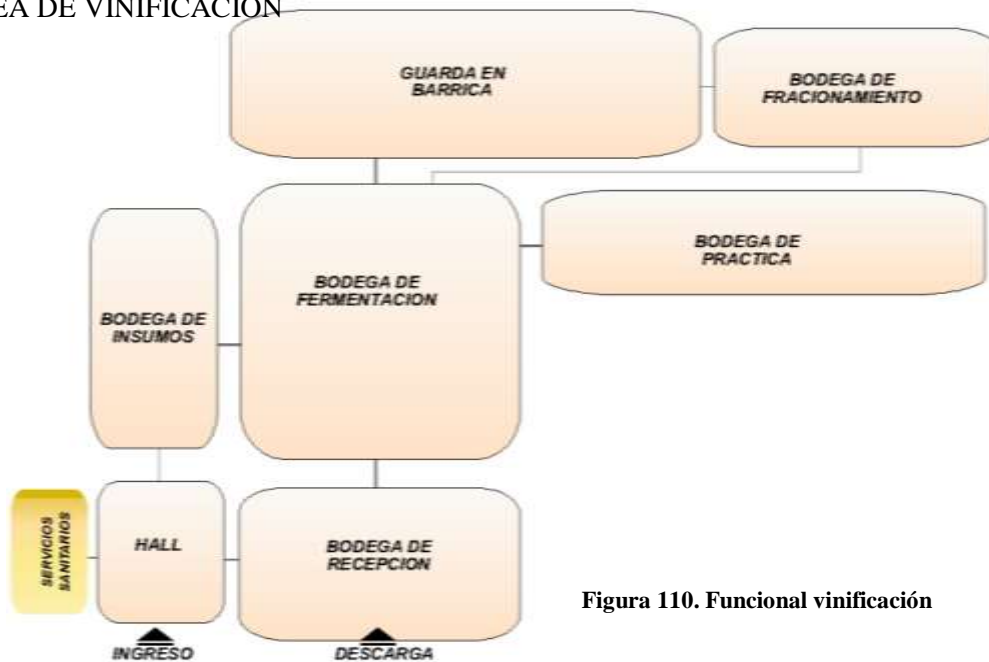 EA DE VINIFICACIÓN
GUARDA EN
BARRICA
BODEGA DE
FRACIONAMIENTO
BODEGA DE
PRACTICA
BODEGA DE
FERMENTACION
BODEGA DE
INSUMOS
SERVICIOS
SANITARIOS
HALL
BODEGA DE
RECEPCION
Figura 110. Funcional vinificación
INGRESO
DESCARGA